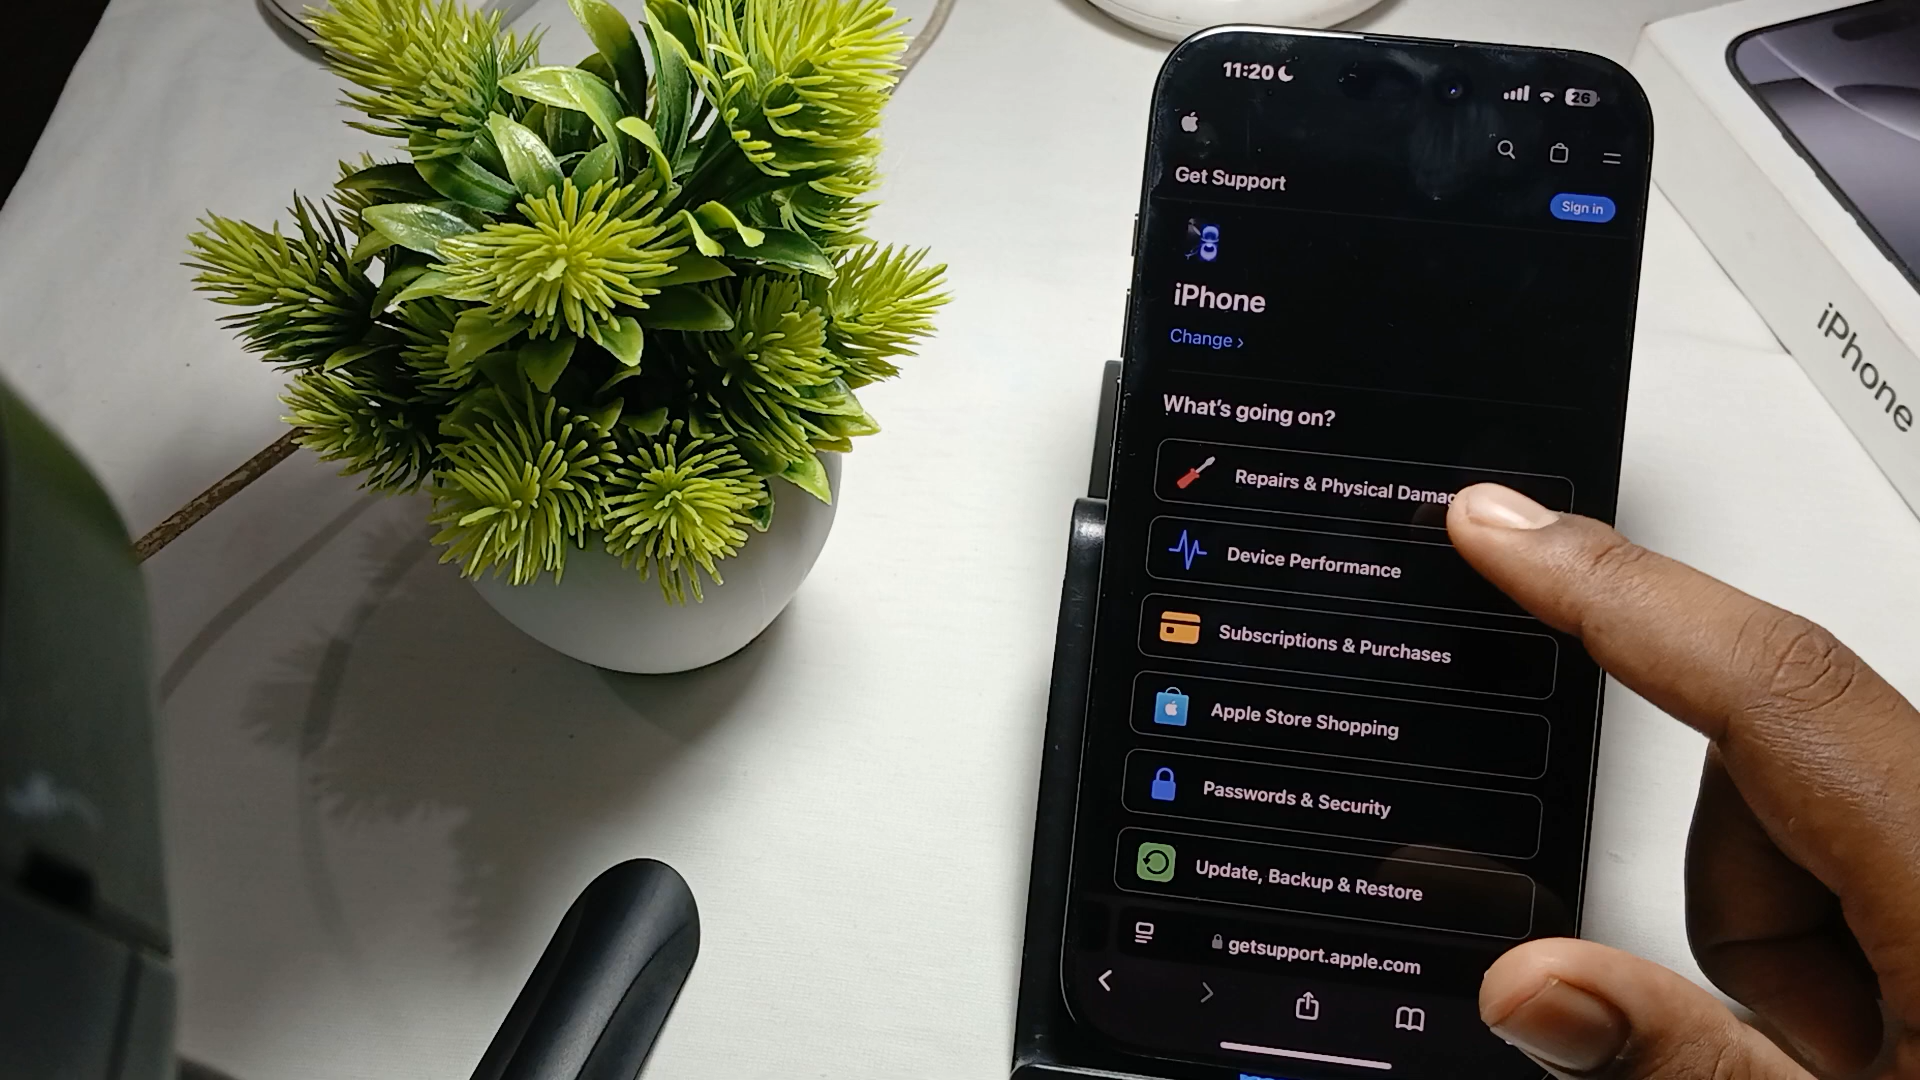 11:20
26
Get Support
Sign in
iPhone
Change >
What's going on?
Repairs & Physical
Device Performance
Subscriptions & Purchases
Apple Store Shopping
Passwords & Security
Update, Backup & Restore
getsupport.apple.com
iPhone